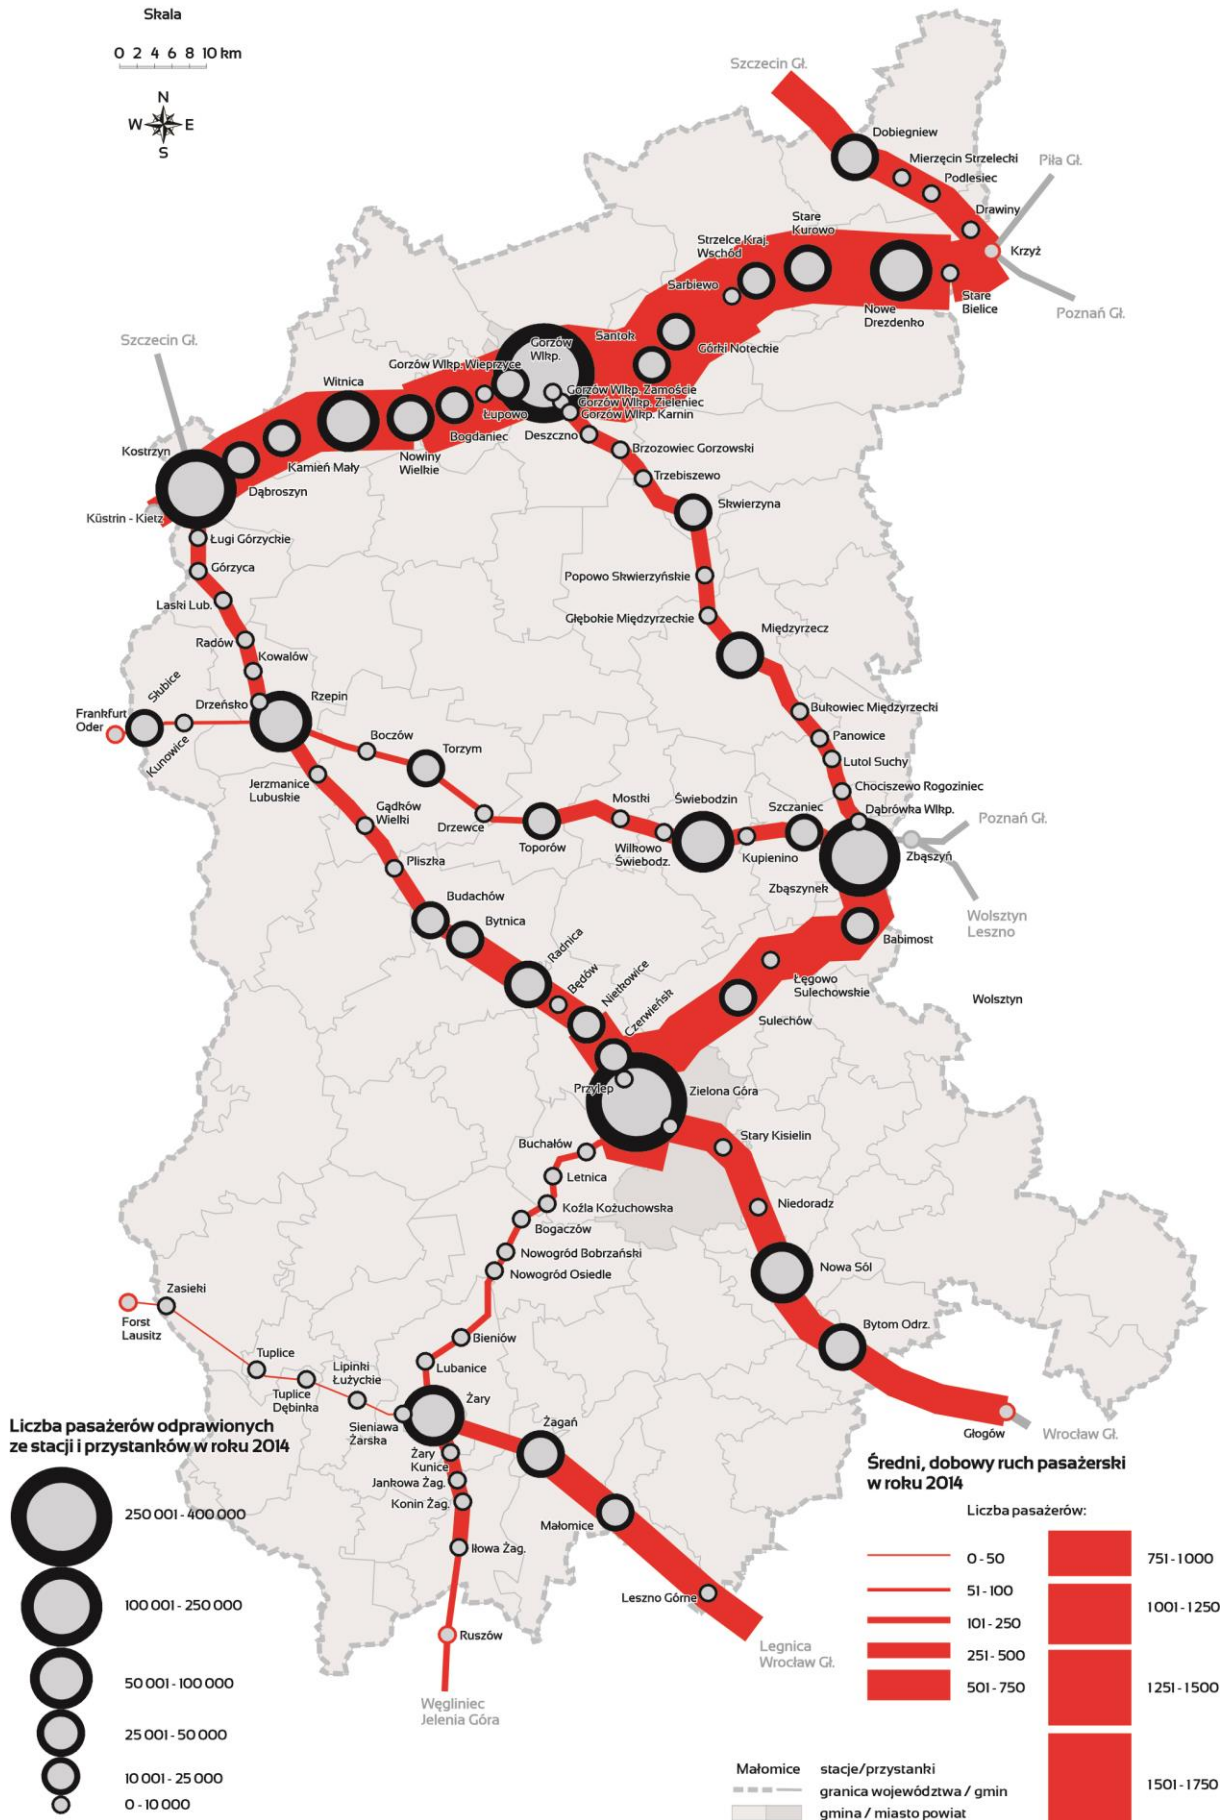 Skala
0 2 4 6 8 10 km
N
W E
S
Szczecin Gł.
Dobiegniew
Mierzęcin Strzelecki
Podlesiec
Piła Gł.
Drawiny
Stare
Kurowo
Strzelce Kraj.
Wschód
Krzyż
Sarbiewo
Stare
Bielice
Nowe
Drezdenko
Poznań Gł.
Szczecin Gł.
Santok
Górki Noteckie
Gorzów
Wlkp.
Gorzów Wlkp. Wieprzyce
Witnica
Gorzów Wlkp. Zamoście
Gorzów Wlkp. Zieleniec
Gorzów Wlkp. Karnin
Łupowo
Bogdaniec
Deszczno
Nowiny
Wielkie
Kostrzyn
Kamień Mały
Brzozowiec Gorzowski
Dąbroszyn
Trzebiszewo
Skwierzyna
Küstrin - Kietz
Ługi Górzyckie
Górzyca
Popowo Skwierzyńskie
Laski Lub.
Głębokie Międzyrzeckie
Międzyrzecz
Radów
Kowalów
Słubice
Drzeńsko
Rzepin
Frankfurt
Oder
Kunowice
Bukowiec Międzyrzecki
Boczów
Torzym
Panowice
Lutol Suchy
Jerzmanice
Lubuskie
Chociszewo Rogoziniec
Gądków
Wielki
Drzewce
Mostki
Świebodzin
Szczaniec
Dąbrówka Wlkp.
Poznań Gł.
Toporów
Wilkowo
Świebodz.
Kupienino
Zbąszyń
Pliszka
Zbąszynek
Budachów
Bytnica
Wolsztyn
Leszno
Babimost
Radnica
Będów
Nietkowice
Czerwieńsk
Łęgowo
Sulechowskie
Wolsztyn
Sulechów
Przylep
Zielona Góra
Buchałów
Stary Kisielin
Letnica
Koźla Kożuchowska
Niedoradz
Bogaczów
Nowogród Bobrzański
Nowogród Osiedle
Nowa Sól
Zasieki
Forst
Lausitz
Bytom Odrz.
Bieniów
Tuplice
Lubanice
Lipinki
Łużyckie
Tuplice
Dębinka
Żary
Sieniawa
Żarska
Żagań
Głogów
Wrocław Gł.
Żary
Kunice
Jankowa Żag.
Konin Żag.
Małomice
Iłowa Żag.
Leszno Górne
Ruszów
Legnica
Wrocław Gł.
Węgliniec
Jelenia Góra
Liczba pasażerów odprawionych
ze stacji i przystanków w roku 2014
250 001 - 400 000
100 001 - 250 000
50 001 - 100 000
25 001 - 50 000
10 001 - 25 000
0 - 10 000
Średni, dobowy ruch pasażerski
w roku 2014
Liczba pasażerów:
0 - 50
51 - 100
101 - 250
251 - 500
501 - 750
751 - 1000
1001 - 1250
1251 - 1500
1501 - 1750
Małomice stacje/przystanki
granica województwa / gmin
gmina / miasto powiat